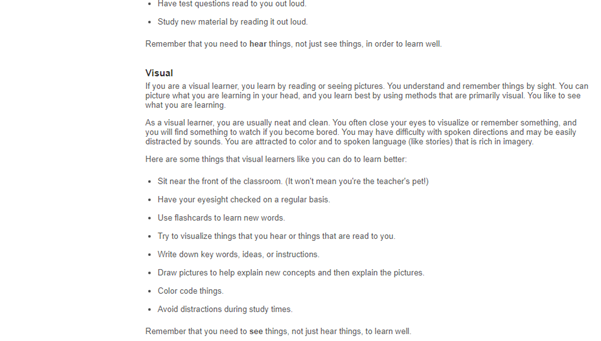 Have test questions read to you out loud.
Study new material by reading it out loud.
Remember that you need to hear things, not just see things, in order to learn well.
Visual
If you are a visual learner, you learn by reading or seeing pictures. You understand and remember things by sight. You can
picture what you are learning in your head, and you learn best by using methods that are primarily visual. You like to see
what you are learning.
As a visual learner, you are usually neat and clean. You often close your eyes to visualize or remember something, and
you will find something to watch if you become bored. You may have difficulty with spoken directions and may be easily
distracted by sounds. You are attracted to color and to spoken language (like stories) that is rich in imagery.
Here are some things that visual learners like you can do to learn better:
Sit near the front of the classroom. (It won't mean you're the teacher's pet!)
Have your eyesight checked on a regular basis.
Use flashcards to learn new words.
Try to visualize things that you hear or things that are read to you.
Write down key words, ideas, or instructions.
Draw pictures to help explain new concepts and then explain the pictures.
Color code things.
Avoid distractions during study times.
Remember that you need to see things, not just hear things, to learn well.